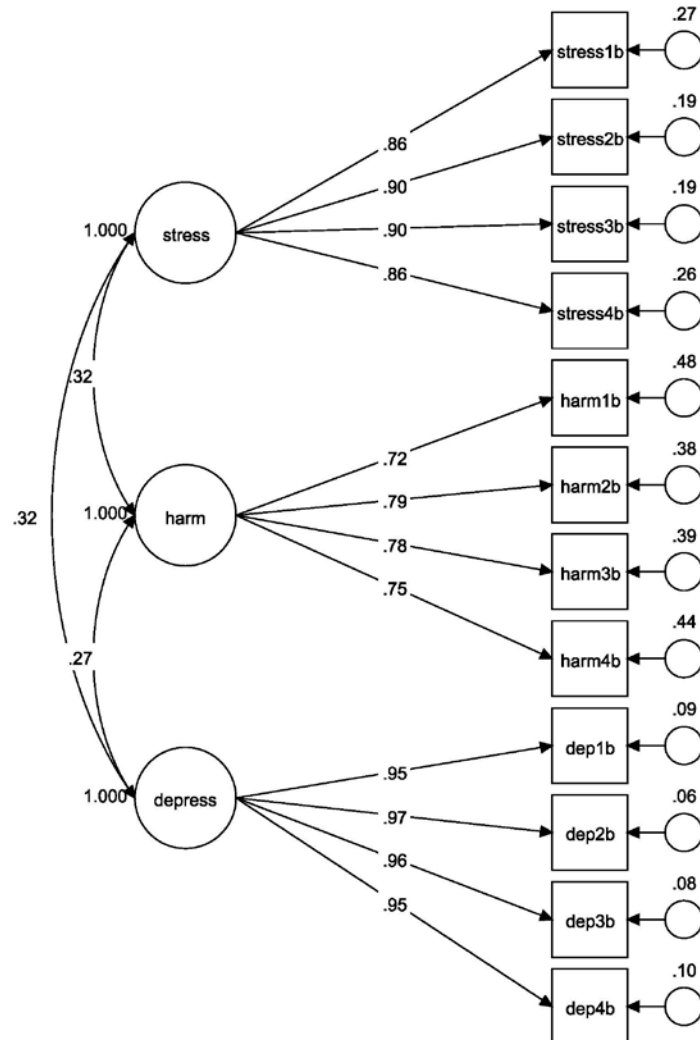 .27
stress1b
.19
.86
stress2b
.90
.19
1.000
stress
.90
stress3b
.86
.26
stress4b
.48
.32
harm1b
.72
.38
.79
harm2b
1.000
harm
.32
.78
.39
harm3b
.75
.44
harm4b
.27
.09
dep1b
.95
1.000
depress
.97
.06
dep2b
.96
.08
.95
dep3b
.10
dep4b